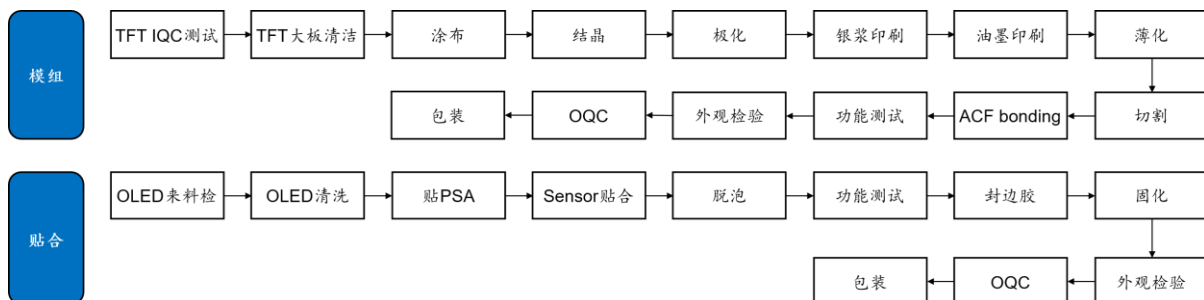 模组
TFT IQC测试
TFT大板清洁
涂布
结晶
极化
银浆印刷
油墨印刷
薄化
切割
ACF bonding
功能测试
外观检验
OQC
包装
贴合
OLED来料检
OLED清洗
贴PSA
Sensor贴合
脱泡
功能测试
封边胶
固化
外观检验
OQC
包装